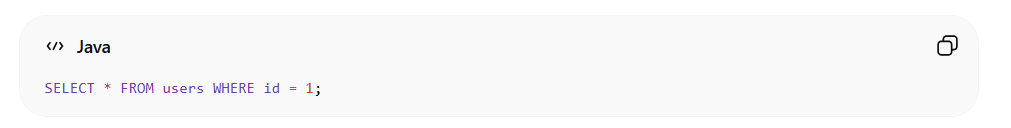 Java
SELECT * FROM users WHERE id = 1;